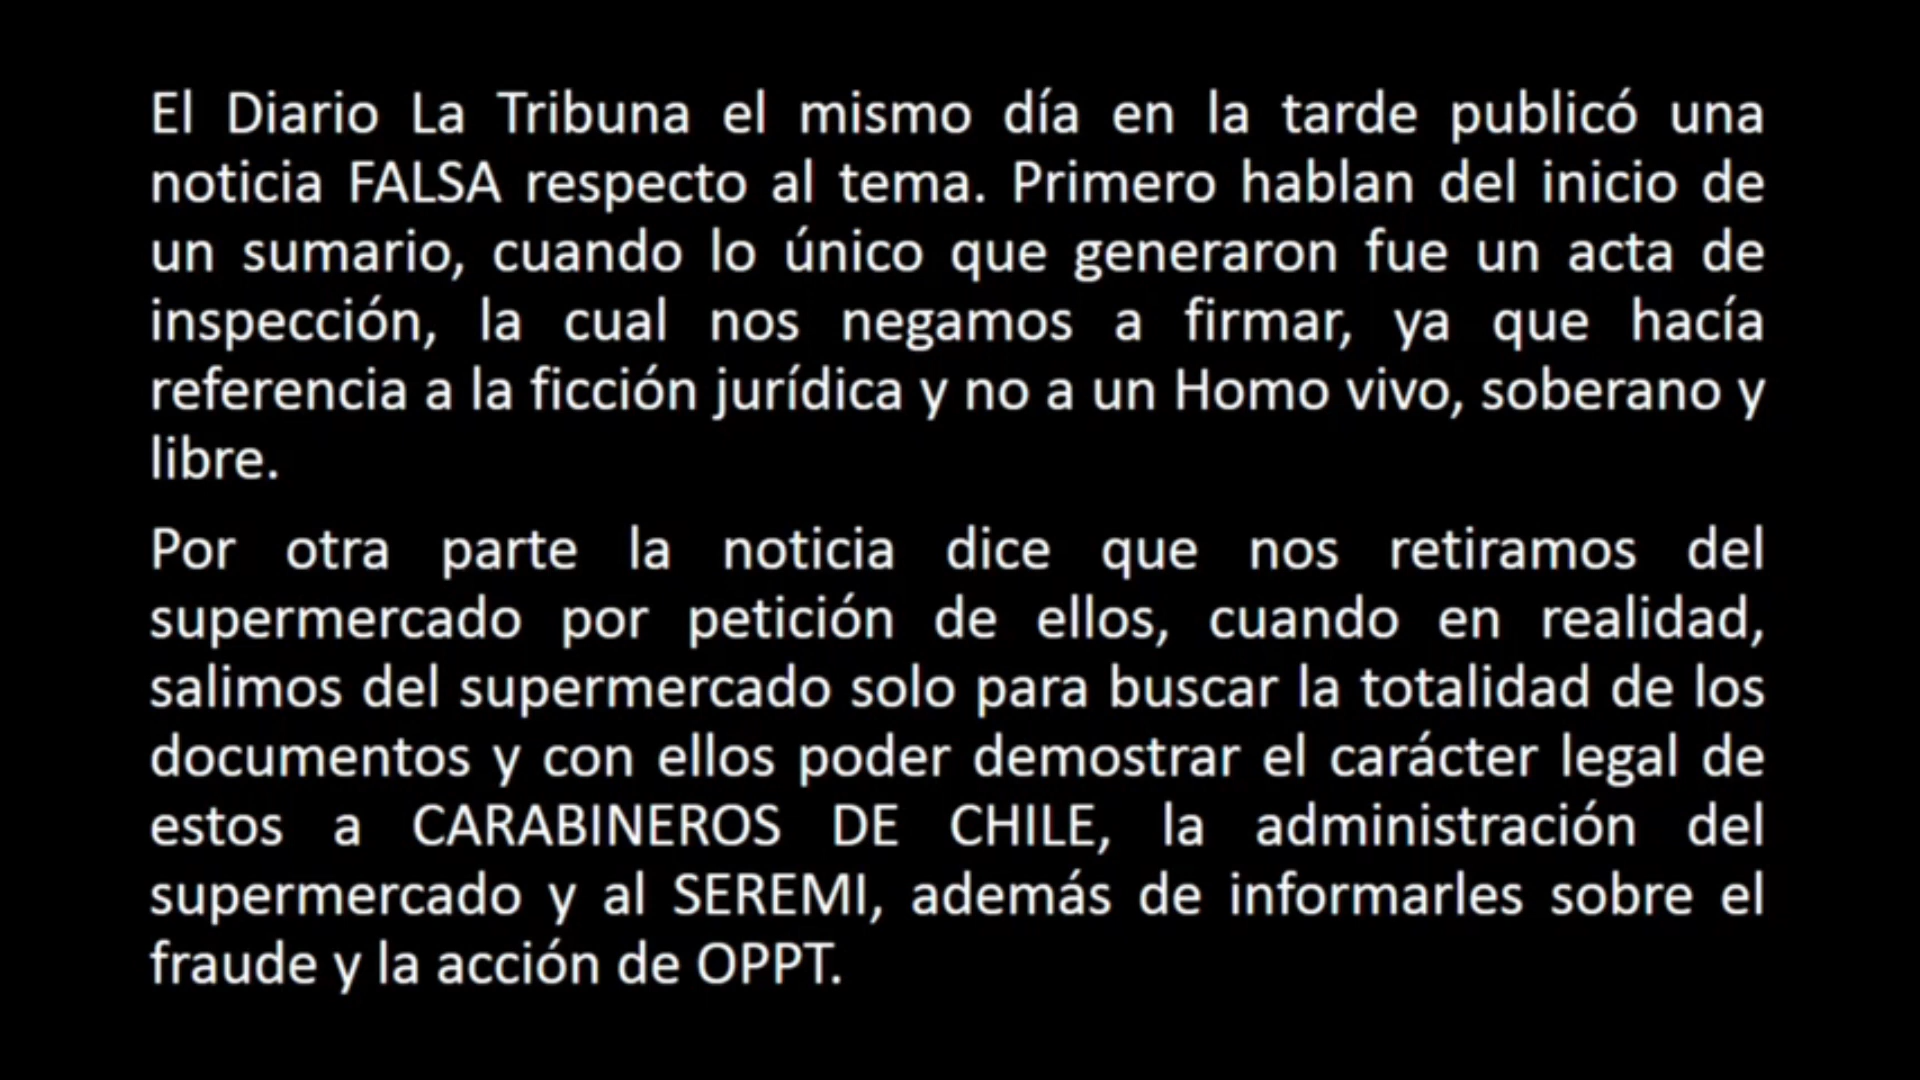 El Diario La Tribuna el mismo día en la tarde publicó una
noticia FALSA respecto al tema. Primero hablan del inicio de
un sumario, cuando lo único que generaron fue un acta de
inspección, la cual nos negamos a firmar, ya que hacía
referencia a la ficción jurídica y no a un Homo vivo, soberano y
libre.
Por otra parte la noticia dice que nos retiramos del
supermercado por petición de ellos, cuando en realidad,
salimos del supermercado solo para buscar la totalidad de los
documentos y con ellos poder demostrar el carácter legal de
estos a CARABINEROS DE CHILE, la administración del
supermercado y al SEREMI, además de informarles sobre el
fraude y la acción de OPPT.